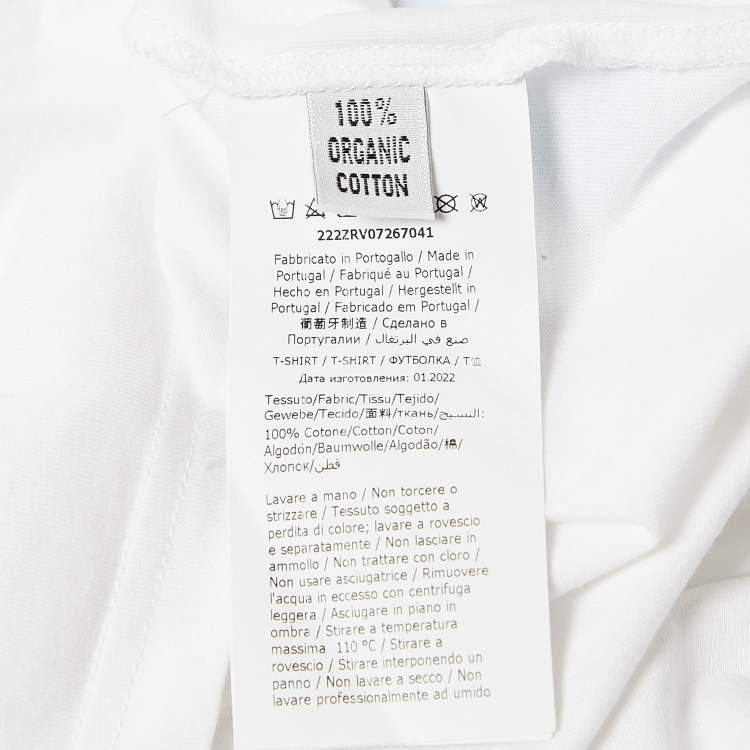 100%
ORGANIC
COTTON
222ZRV07267041
Fabbricato in Portogallo / Made in
Portugal / Fabriqué au Portugal /
Hecho en Portugal / Hergestellt in
Portugal / Fabricado em Portugal /
葡萄牙制造 / Сделано в
Португалии / صنع في البرتغال
T-SHIRT / T-SHIRT / ФУТБОЛКА / T恤
Дата изготовления: 01.2022
Tessuto/Fabric/Tissu/Tejido/
Gewebe/Tecido/面料/ткань/النسيج:
100% Cotone/Cotton/Coton/
Algodón/Baumwolle/Algodão/棉/
Хлопок/قطن
Lavare a mano / Non torcere o
strizzare / Tessuto soggetto a
perdita di colore; lavare a rovescio
e separatamente / Non lasciare in
ammollo / Non trattare con cloro /
Non usare asciugatrice / Rimuovere
l'acqua in eccesso con centrifuga
leggera / Asciugare in piano in
ombra / Stirare a temperatura
massima 110 ºC / Stirare a
rovescio / Stirare interponendo un
panno / Non lavare a secco / Non
lavare professionalmente ad umido